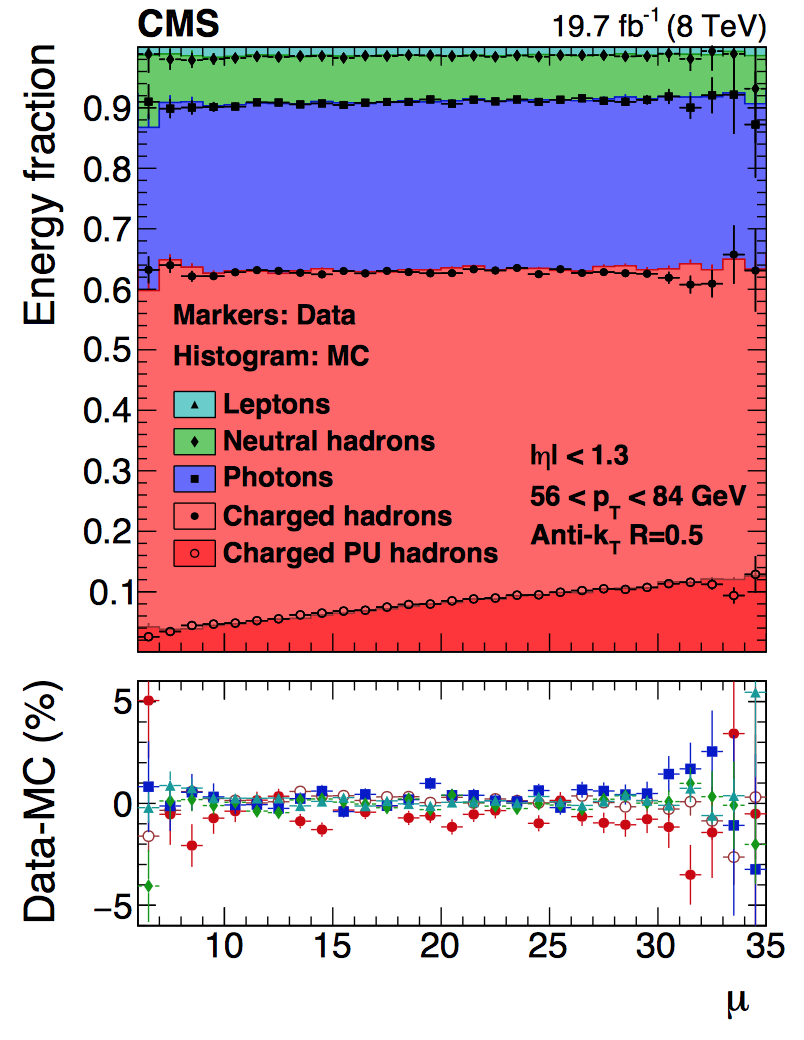 CMS 19.7 fb⁻¹ (8 TeV)
Energy fraction
0.9
0.8
0.7
0.6
0.5
0.4
0.3
0.2
0.1
Markers: Data
Histogram: MC
Leptons
Neutral hadrons
Photons
Charged hadrons
Charged PU hadrons
|η| < 1.3
56 < p_T < 84 GeV
Anti-k_T R=0.5
Data-MC (%)
5
0
−5
10 15 20 25 30 35
μ